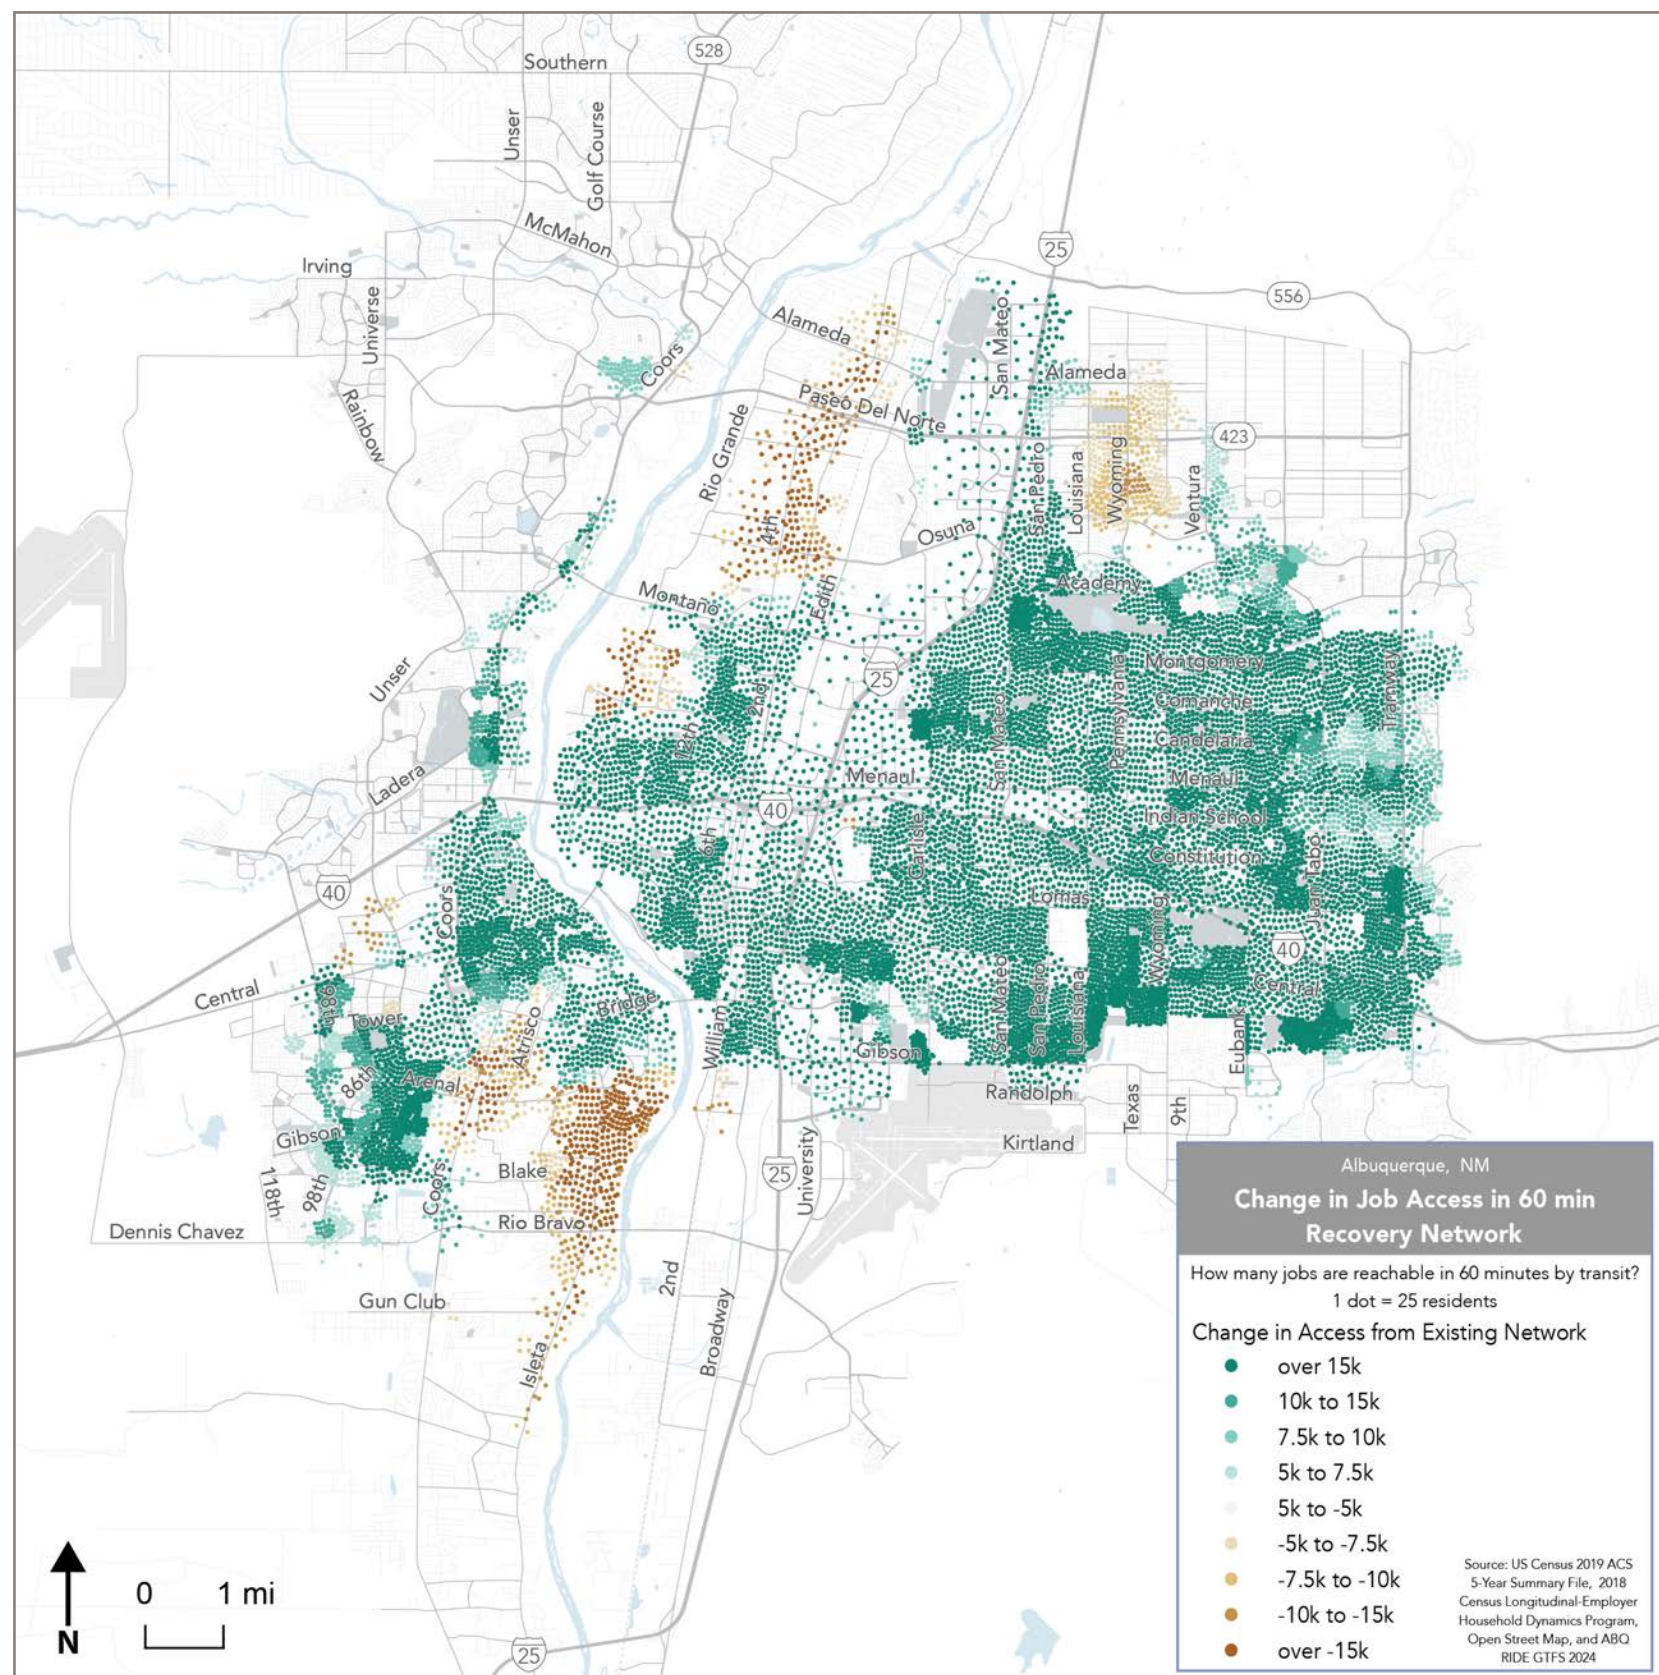 528
Southern
Unser
Golf Course
McMahon
Irving
Universe
25
556
Alameda
San Mateo
Coors
Alameda
Rainbow
Paseo Del Norte
Rio Grande
423
San Pedro
Louisiana
Wyoming
Ventura
4th
Osuna
Academy
Montaño
Edith
Unser
25
Montgomery
Pennsylvania
Comanche
Tramway
2nd
12th
San Mateo
Candelarra
Menaul
Menaul
Ladera
40
Indian School
6th
Carlisle
Constitution
Juan Tabo
40
Coors
Lomas
Wyoming
40
Central
98th
Central
Bridge
San Mateo
San Pedro
Louisiana
Tower
Atrisco
William
Gibson
Eubank
86th
Arenal
Randolph
Texas
9th
Gibson
Kirtland
Blake
25
University
118th
98th
Coors
Rio Bravo
Dennis Chavez
2nd
Gun Club
Broadway
Isleta
25
0 1 mi
N
Albuquerque, NM
Change in Job Access in 60 min
Recovery Network
How many jobs are reachable in 60 minutes by transit?
1 dot = 25 residents
Change in Access from Existing Network
over 15k
10k to 15k
7.5k to 10k
5k to 7.5k
5k to -5k
-5k to -7.5k
-7.5k to -10k
-10k to -15k
over -15k
Source: US Census 2019 ACS
5-Year Summary File, 2018
Census Longitudinal-Employer
Household Dynamics Program,
Open Street Map, and ABQ
RIDE GTFS 2024